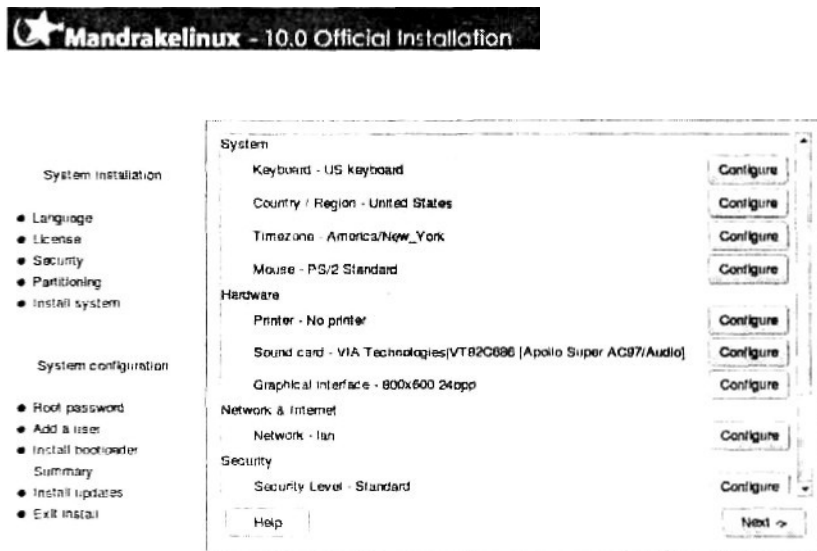 Mandrakelinux - 10.0 Official Installation
System Installation
Language
License
Security
Partitioning
Install system
System configuration
Root password
Add a user
Install bootloader
Summary
Install updates
Exit install
System
Keyboard - US keyboard
Configure
Country / Region - United States
Configure
Timezone - America/New_York
Configure
Mouse - PS/2 Standard
Configure
Hardware
Printer - No printer
Configure
Sound card - VIA Technologies|VT82C686 [Apollo Super AC97/Audio]
Configure
Graphical interface - 800x600 24bpp
Configure
Network & Internet
Network - lan
Configure
Security
Security Level - Standard
Configure
Help
Next ->